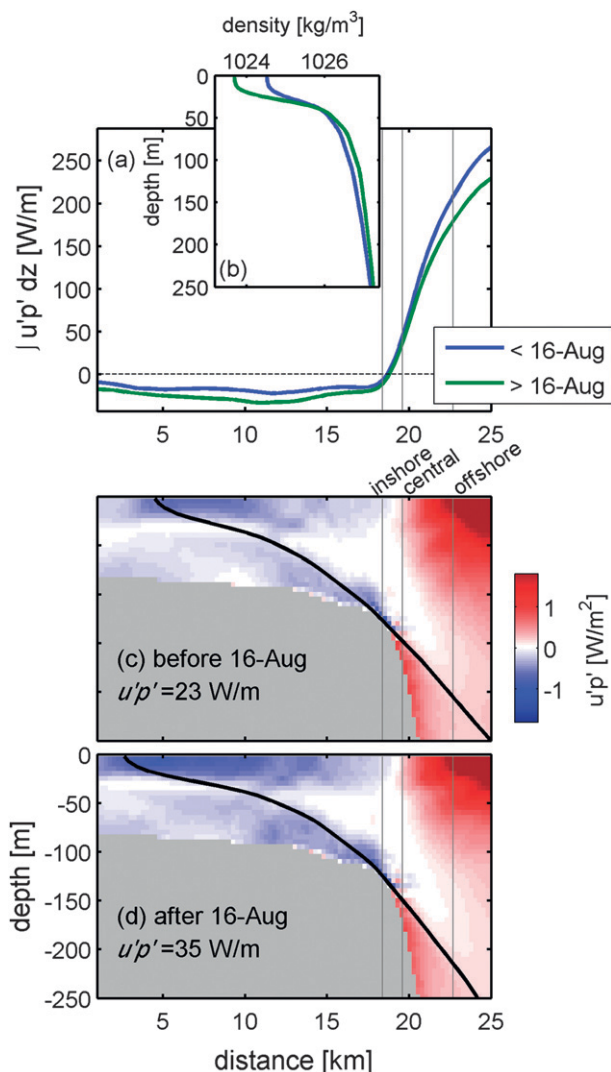 density [kg/m³]
1024 1026
0
50
100
150
200
250
depth [m]
(b)
(a)
250
200
150
100
50
0
∫ u'p' dz [W/m]
< 16-Aug
> 16-Aug
5 10 15 20 25
inshore
central
offshore
(c) before 16-Aug
u'p'=23 W/m
1
0
-1
u'p' [W/m²]
0
-50
-100
-150
-200
-250
depth [m]
(d) after 16-Aug
u'p'=35 W/m
5 10 15 20 25
distance [km]